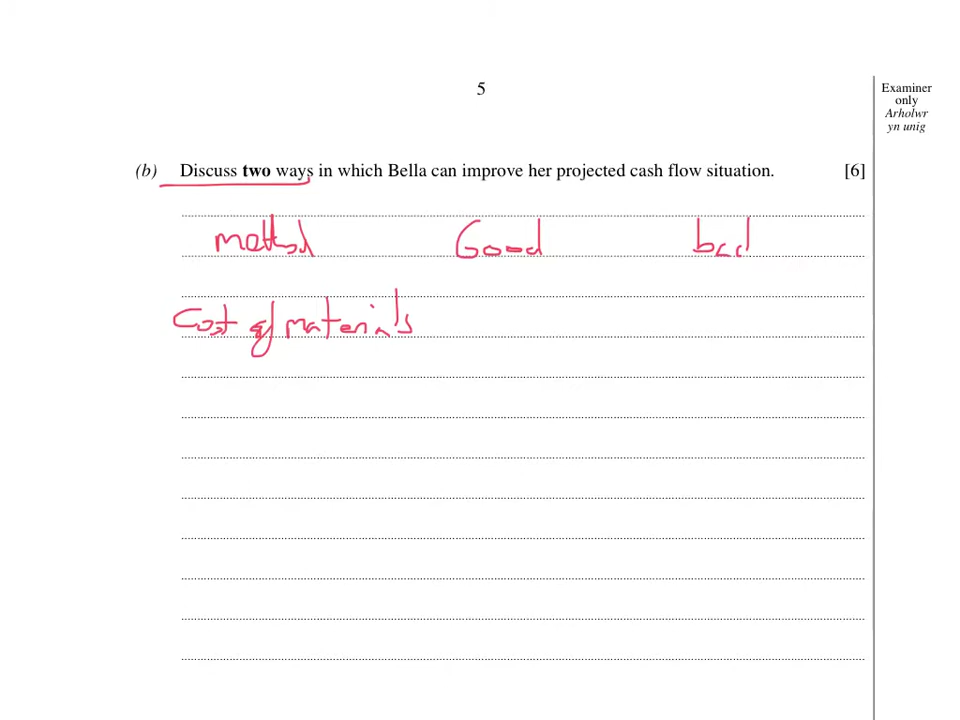 5
Examiner
only
Arholwr
yn unig
(b) Discuss two ways in which Bella can improve her projected cash flow situation. [6]
method Good bad
Cost of materials